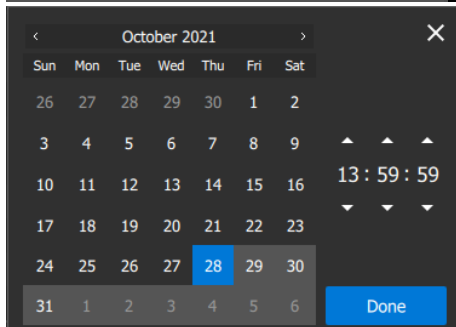 October 2021
Sun Mon Tue Wed Thu Fri Sat
26 27 28 29 30 1 2
3 4 5 6 7 8 9
10 11 12 13 14 15 16
17 18 19 20 21 22 23
24 25 26 27 28 29 30
31 1 2 3 4 5 6
13 : 59 : 59
Done